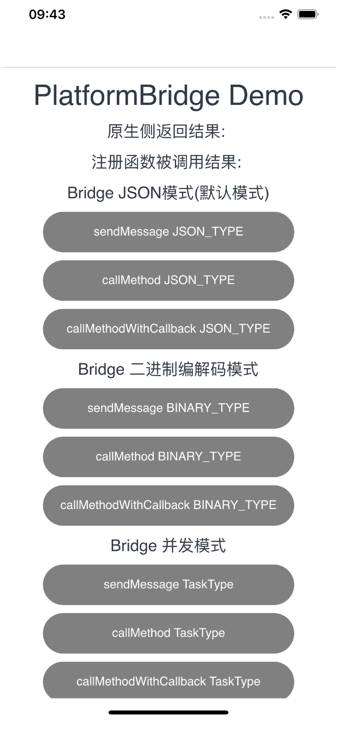 09:43
PlatformBridge Demo
原生侧返回结果:
注册函数被调用结果:
Bridge JSON模式(默认模式)
sendMessage JSON_TYPE
callMethod JSON_TYPE
callMethodWithCallback JSON_TYPE
Bridge 二进制编解码模式
sendMessage BINARY_TYPE
callMethod BINARY_TYPE
callMethodWithCallback BINARY_TYPE
Bridge 并发模式
sendMessage TaskType
callMethod TaskType
callMethodWithCallback TaskType